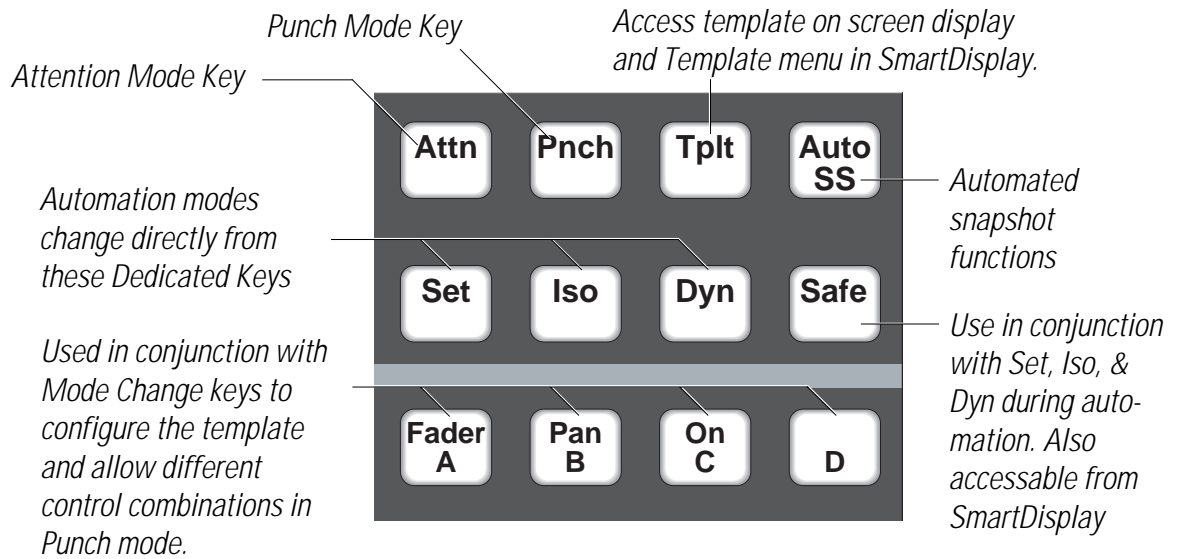 Punch Mode Key
Attention Mode Key
Access template on screen display
and Template menu in SmartDisplay.
Attn
Pnch
Tplt
Auto
SS
Automated
snapshot
functions
Automation modes
change directly from
these Dedicated Keys
Set
Iso
Dyn
Safe
Use in conjunction
with Set, Iso, &
Dyn during auto-
mation. Also
accessable from
SmartDisplay
Used in conjunction with
Mode Change keys to
configure the template
and allow different
control combinations in
Punch mode.
Fader
A
Pan
B
On
C
D